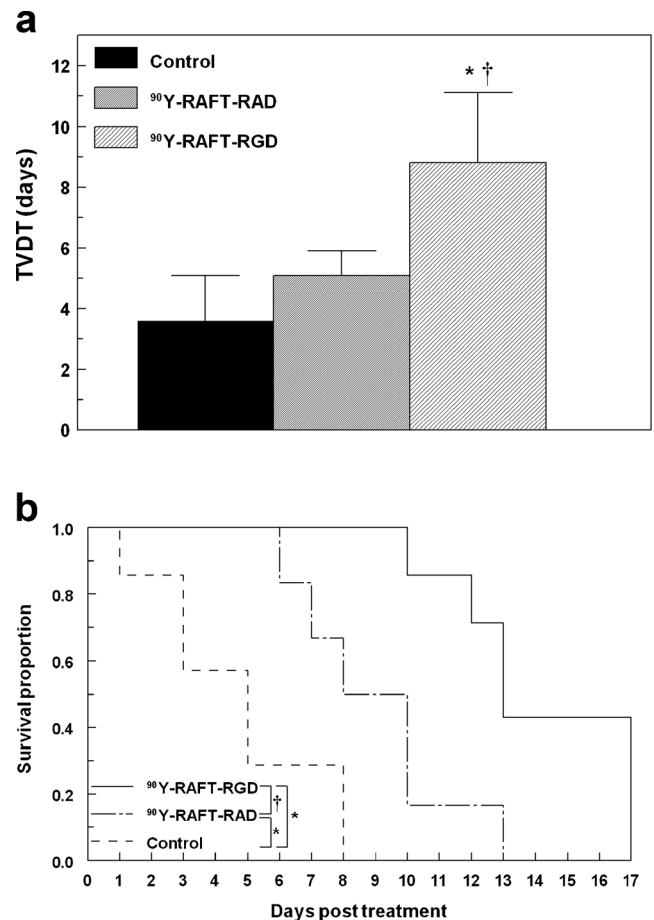 a
12
10
8
6
4
2
0
TVDT (days)
Control
⁹⁰Y-RAFT-RAD
⁹⁰Y-RAFT-RGD
* †
b
1.0
0.8
0.6
0.4
0.2
0.0
Survival proportion
⁹⁰Y-RAFT-RGD
⁹⁰Y-RAFT-RAD
Control
† *
*
0 1 2 3 4 5 6 7 8 9 10 11 12 13 14 15 16 17
Days post treatment